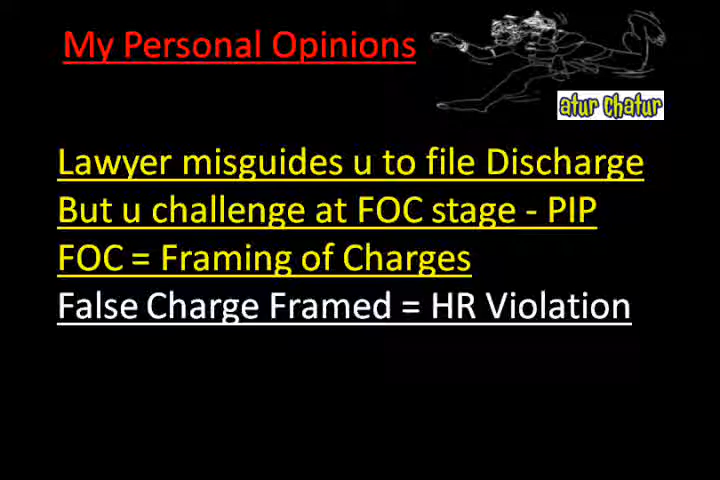 My Personal Opinions
atur chatur
Lawyer misguides u to file Discharge
But u challenge at FOC stage - PIP
FOC = Framing of Charges
False Charge Framed = HR Violation